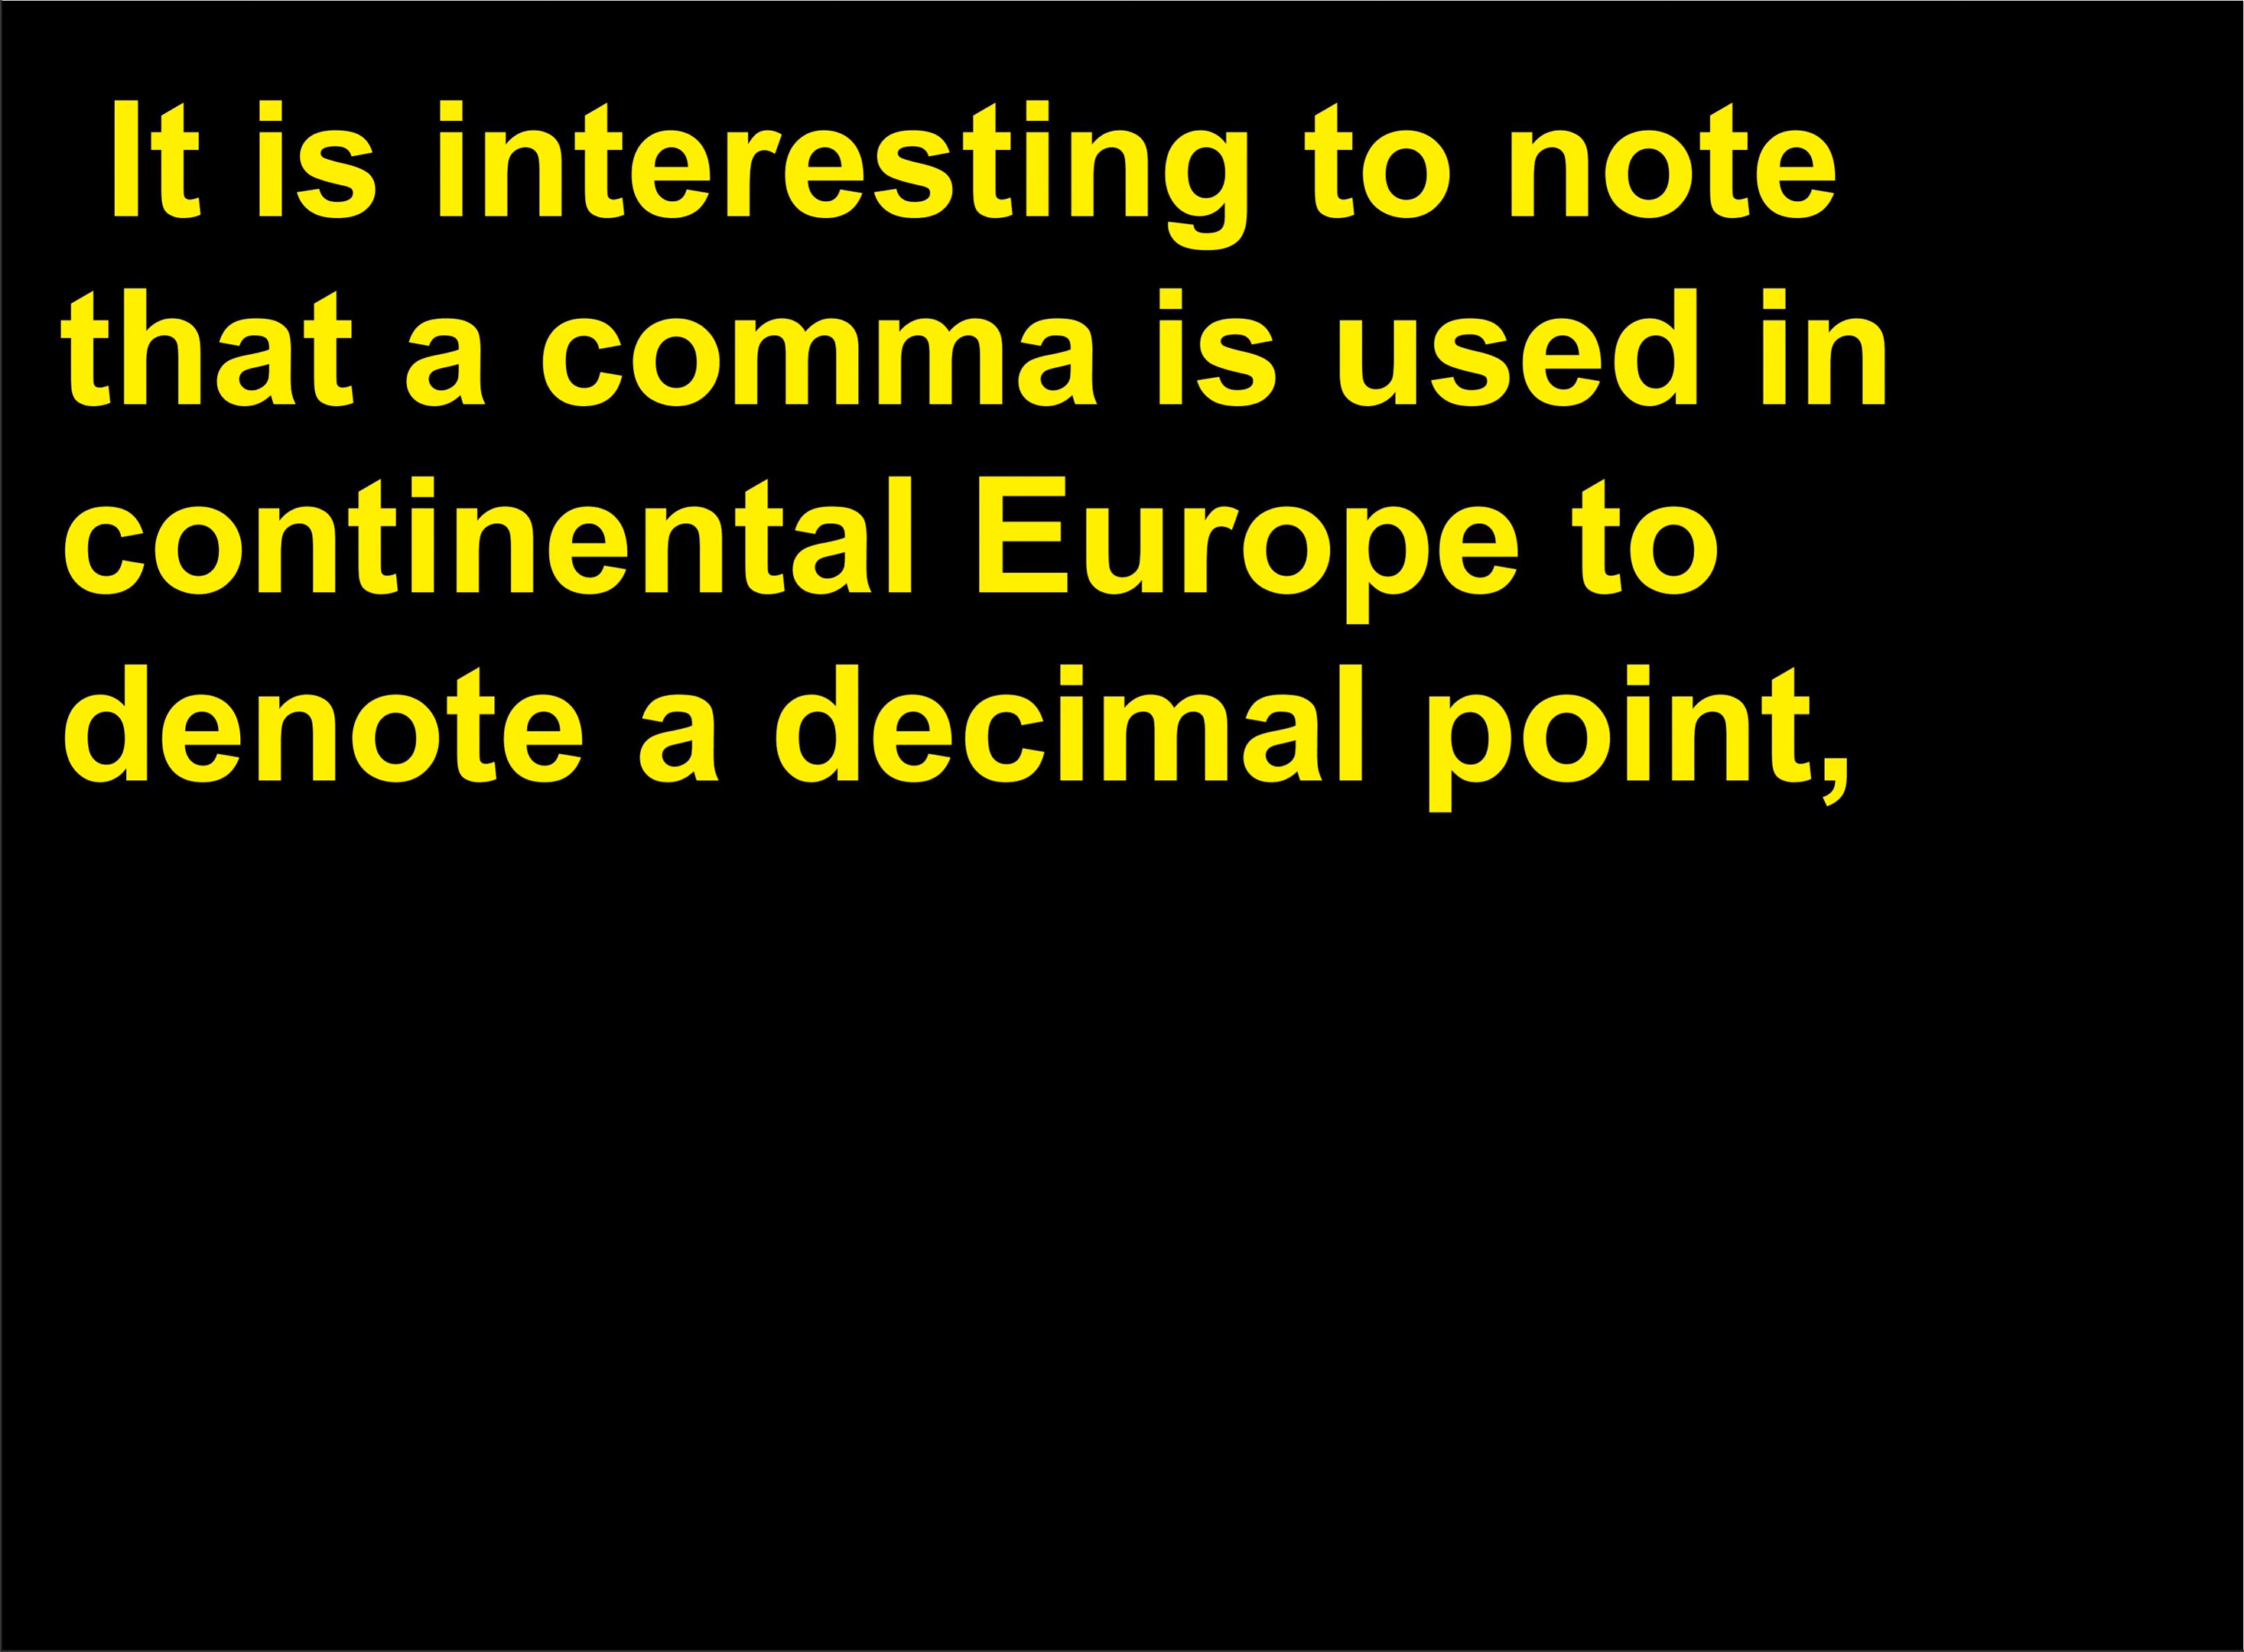 It is interesting to note
that a comma is used in
continental Europe to
denote a decimal point,